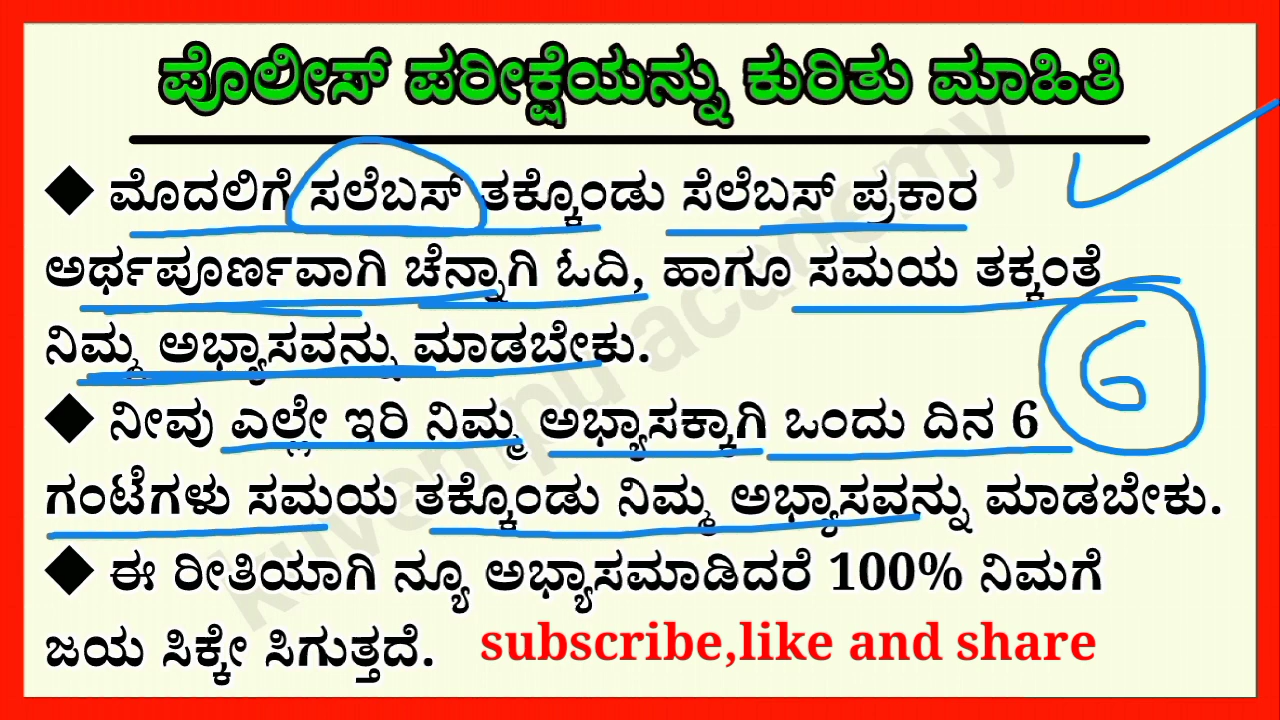 ಪೊಲೀಸ್ ಪರೀಕ್ಷೆಯನ್ನು ಕುರಿತು ಮಾಹಿತಿ
◆ ಮೊದಲಿಗೆ ಸಲೆಬಸ್ ತಕ್ಕೊಂಡು ಸೆಲೆಬಸ್ ಪ್ರಕಾರ
ಅರ್ಥಪೂರ್ಣವಾಗಿ ಚೆನ್ನಾಗಿ ಓದಿ, ಹಾಗೂ ಸಮಯ ತಕ್ಕಂತೆ
ನಿಮ್ಮ ಅಭ್ಯಾಸವನ್ನು ಮಾಡಬೇಕು.
6
◆ ನೀವು ಎಲ್ಲೇ ಇರಿ ನಿಮ್ಮ ಅಭ್ಯಾಸಕ್ಕಾಗಿ ಒಂದು ದಿನ 6
ಗಂಟೆಗಳು ಸಮಯ ತಕ್ಕೊಂಡು ನಿಮ್ಮ ಅಭ್ಯಾಸವನ್ನು ಮಾಡಬೇಕು.
◆ ಈ ರೀತಿಯಾಗಿ ನ್ಯೂ ಅಭ್ಯಾಸಮಾಡಿದರೆ 100% ನಿಮಗೆ
ಜಯ ಸಿಕ್ಕೇ ಸಿಗುತ್ತದೆ. subscribe,like and share
kuvempu academy